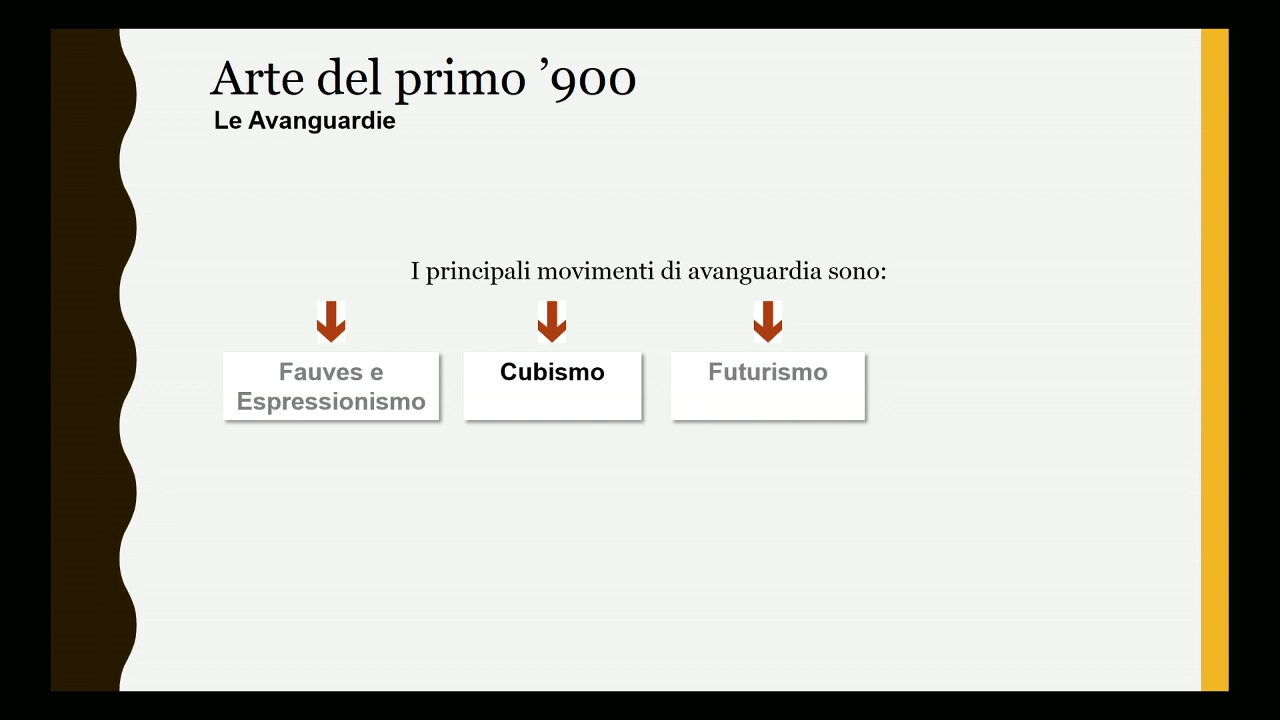 Arte del primo ’900
Le Avanguardie
I principali movimenti di avanguardia sono:
Fauves e
Espressionismo
Cubismo
Futurismo